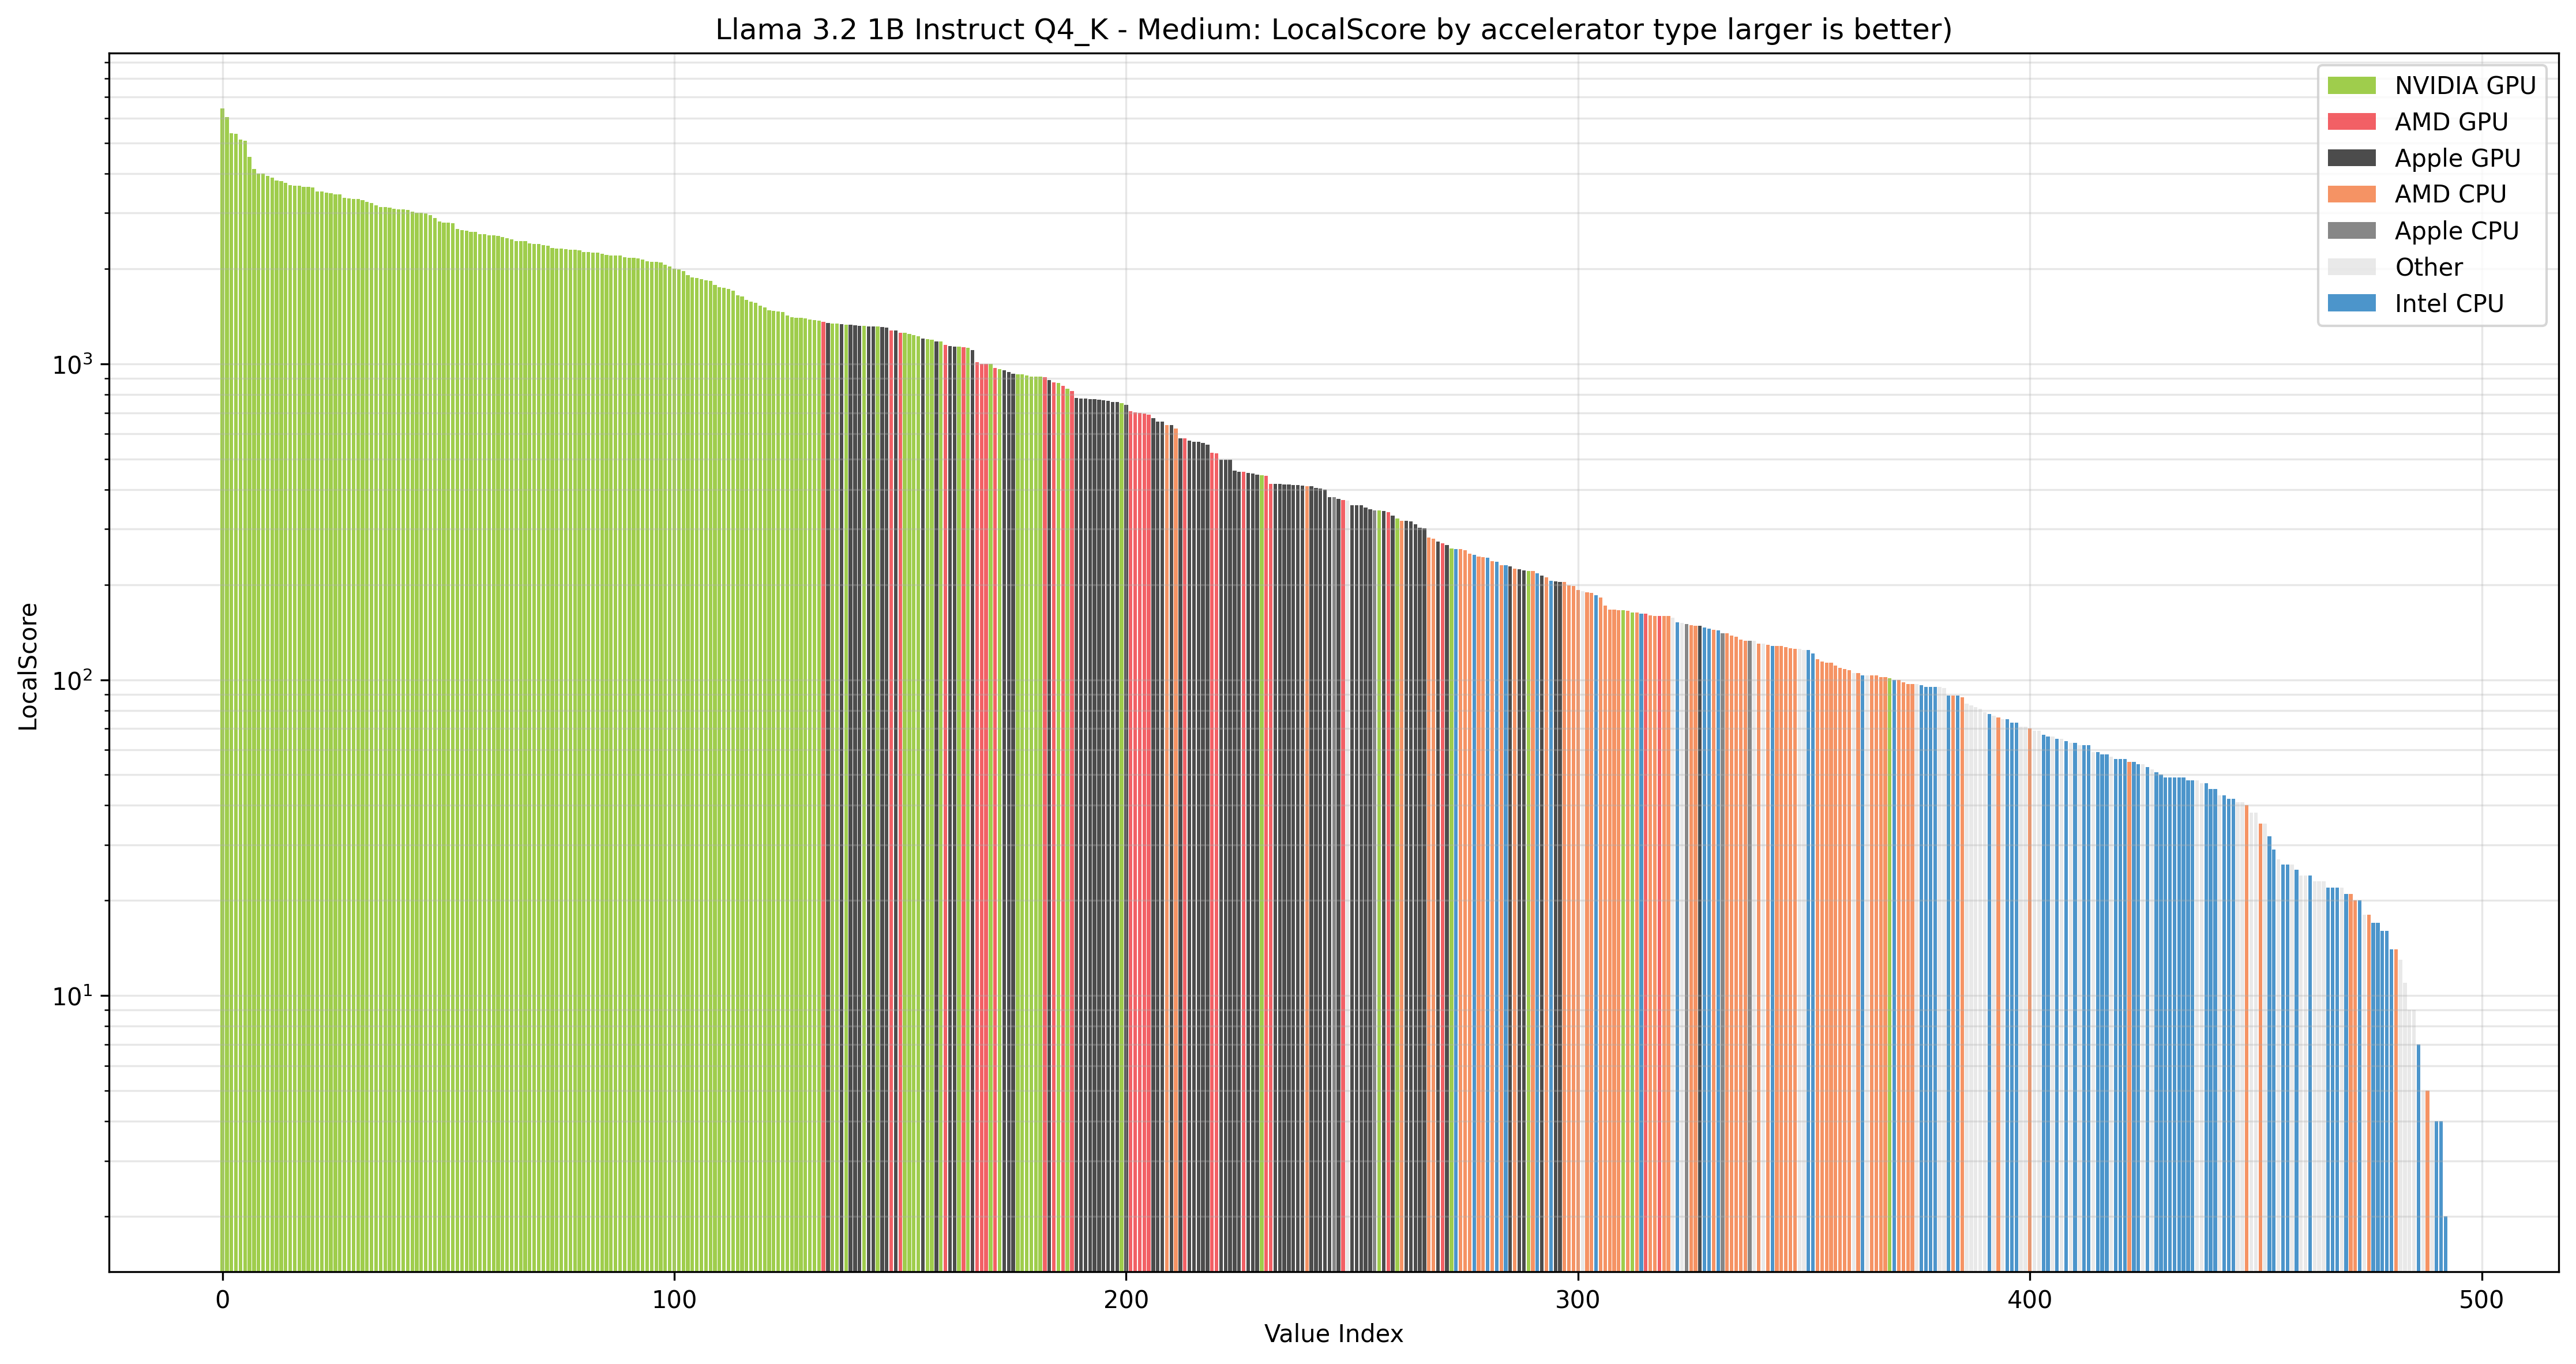 Llama 3.2 1B Instruct Q4_K - Medium: LocalScore by accelerator type larger is better)
NVIDIA GPU
AMD GPU
Apple GPU
AMD CPU
Apple CPU
Other
Intel CPU
LocalScore
10³
10²
10¹
0 100 200 300 400 500
Value Index